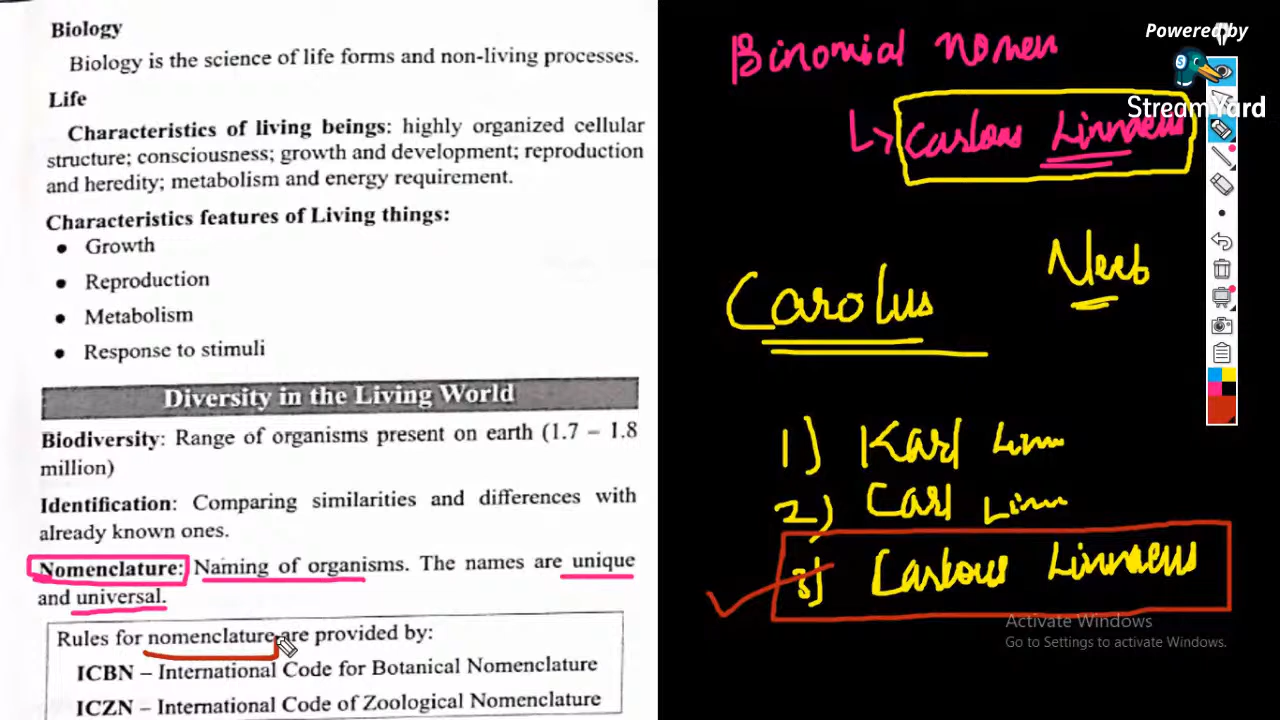 Biology
Biology is the science of life forms and non-living processes.
Life
Characteristics of living beings: highly organized cellular
structure; consciousness; growth and development; reproduction
and heredity; metabolism and energy requirement.
Characteristics features of Living things:
• Growth
• Reproduction
• Metabolism
• Response to stimuli
Diversity in the Living World
Biodiversity: Range of organisms present on earth (1.7 – 1.8
million)
Identification: Comparing similarities and differences with
already known ones.
Nomenclature: Naming of organisms. The names are unique
and universal.
Rules for nomenclature are provided by:
ICBN – International Code for Botanical Nomenclature
ICZN – International Code of Zoological Nomenclature
Powered by
StreamYard
Binomial nomen
Carlous Linnaeus
Carolus
1) Karl Linn
2) Carl Linn
3) Linnaeus
Activate Windows
Go to Settings to activate Windows.